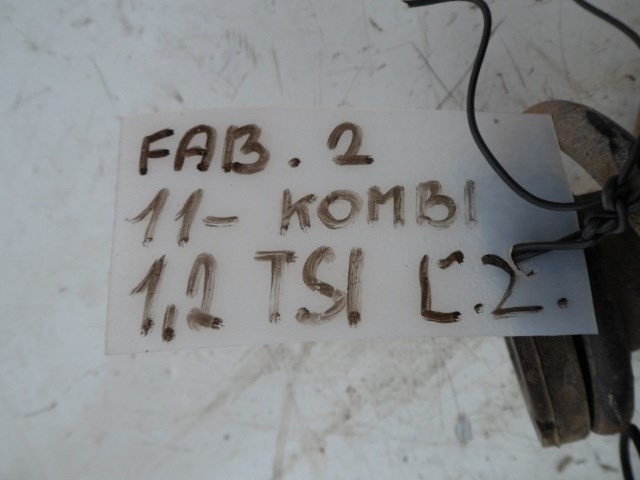 FAB. 2
11- KOMBI
1,2 TSI Ľ.Z.